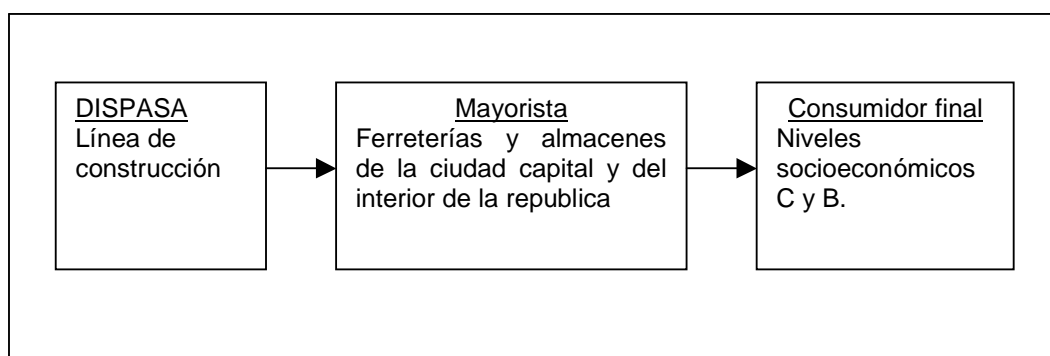 DISPASA
Línea de
construcción
Mayorista
Ferreterías y almacenes
de la ciudad capital y del
interior de la republica
Consumidor final
Niveles
socioeconómicos
C y B.